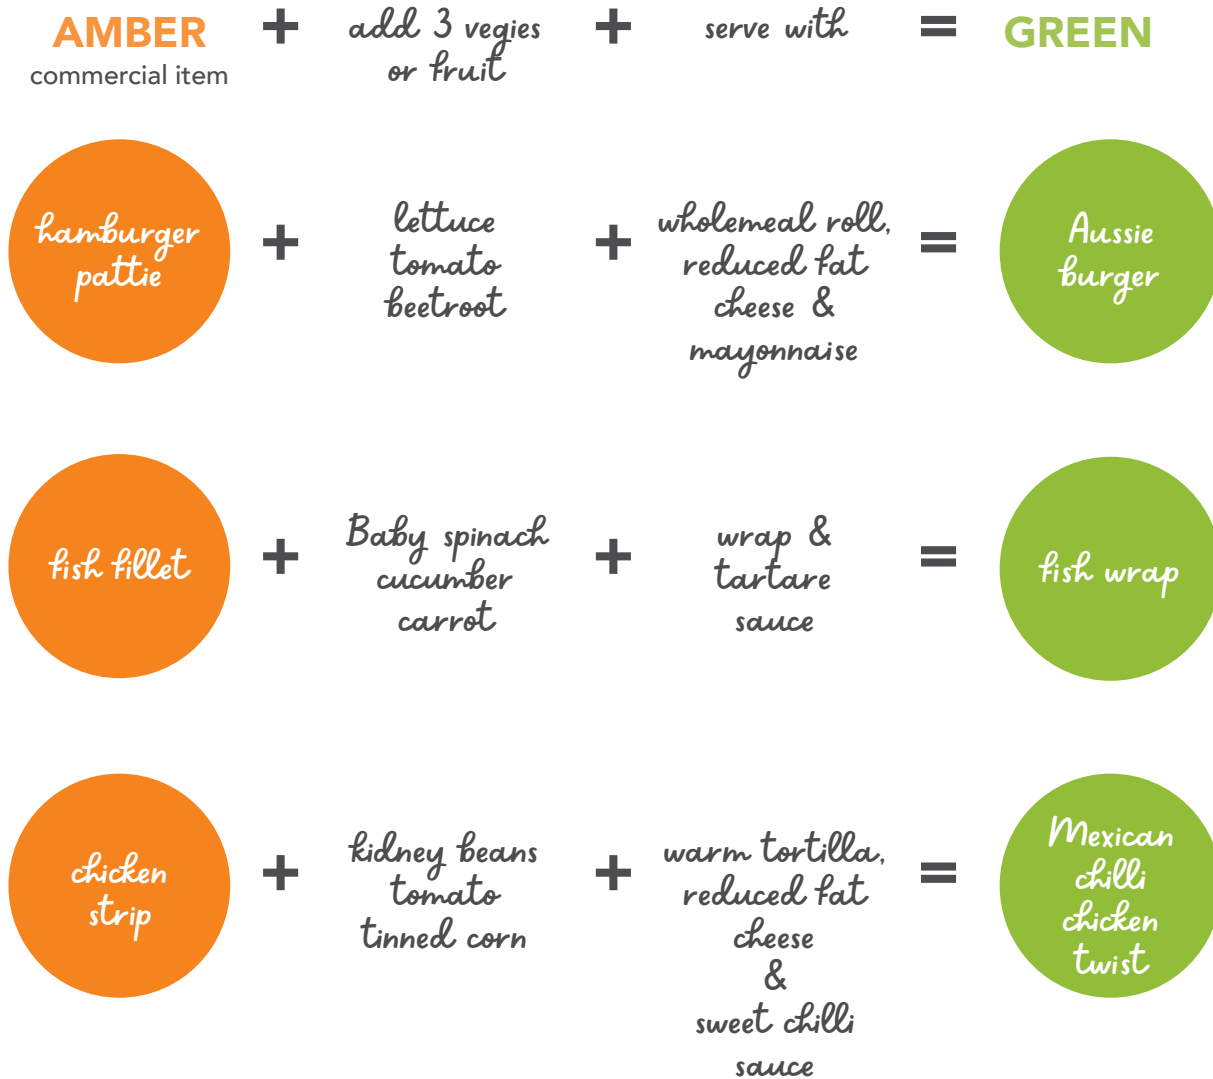 AMBER
commercial item
+
add 3 vegies
or fruit
+
serve with
=
GREEN
hamburger
pattie
+
lettuce
tomato
beetroot
+
wholemeal roll,
reduced fat
cheese &
mayonnaise
=
Aussie
burger
fish fillet
+
Baby spinach
cucumber
carrot
+
wrap &
tartare
sauce
=
fish wrap
chicken
strip
+
kidney beans
tomato
tinned corn
+
warm tortilla,
reduced fat
cheese
&
sweet chilli
sauce
=
Mexican
chilli
chicken
twist